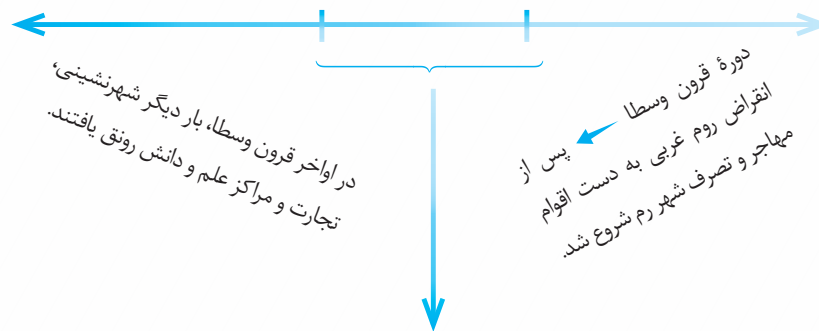 دورهٔ قرون وسطا پس از
انقراض روم غربی به دست اقوام
مهاجر و تصرف شهر رم شروع شد.
در اواخر قرون وسطا، بار دیگر شهرنشینی،
تجارت و مراکز علم و دانش رونق یافتند.